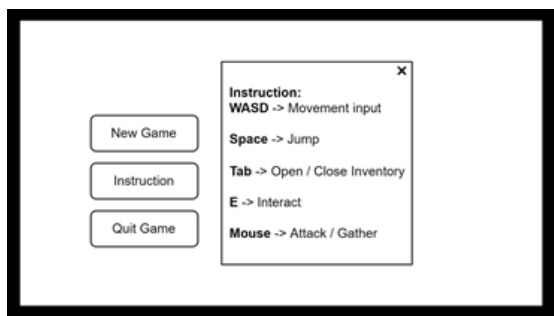 New Game
Instruction
Quit Game
X
Instruction:
WASD -> Movement input
Space -> Jump
Tab -> Open / Close Inventory
E -> Interact
Mouse -> Attack / Gather